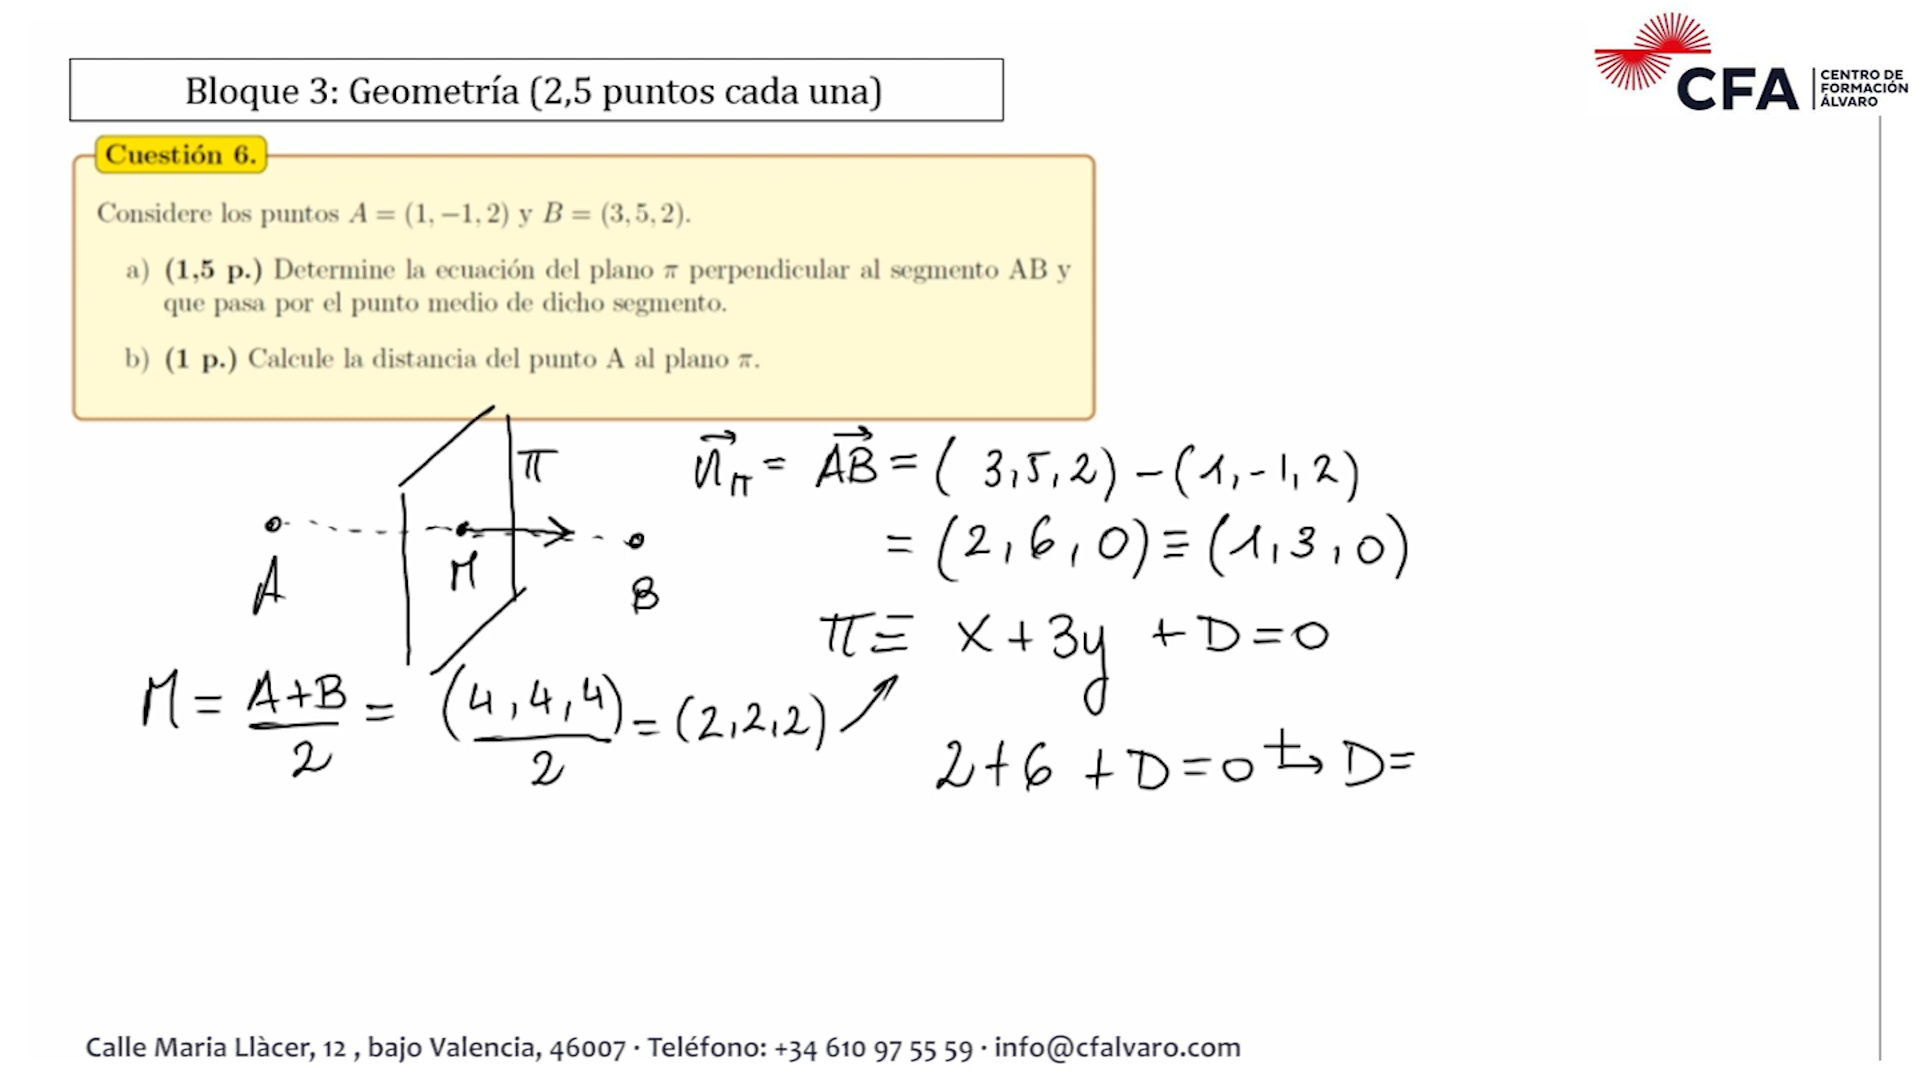 CFA CENTRO DE FORMACIÓN ÁLVARO
Bloque 3: Geometría (2,5 puntos cada una)
Cuestión 6.
Considere los puntos A = (1, −1, 2) y B = (3, 5, 2).
a) (1,5 p.) Determine la ecuación del plano π perpendicular al segmento AB y
que pasa por el punto medio de dicho segmento.
b) (1 p.) Calcule la distancia del punto A al plano π.
π
A
M
B
n⃗π = A⃗B⃗ = (3,5,2) − (1,-1,2)
= (2,6,0) ≡ (1,3,0)
π ≡ x + 3y + D = 0
M = (A+B)/2 = (4,4,4)/2 = (2,2,2) ↗
2+6 + D = 0 ↦ D =
Calle Maria Llàcer, 12 , bajo Valencia, 46007 · Teléfono: +34 610 97 55 59 · info@cfalvaro.com